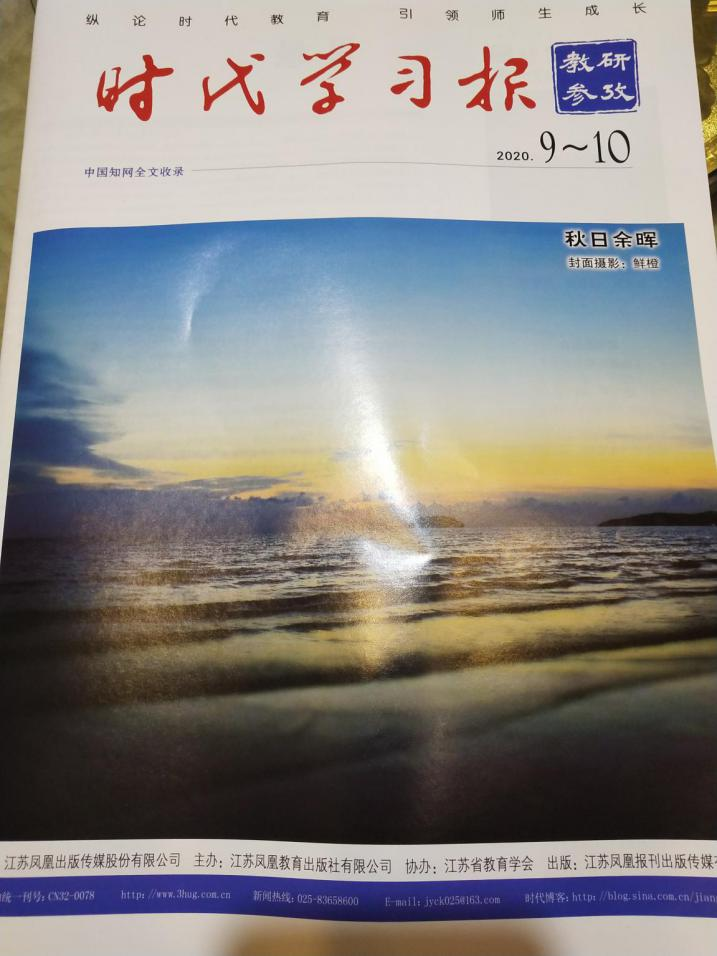 纵论时代教育 引领师生成长
时代学习报
教研
参考
2020. 9～10
中国知网全文收录
秋日余晖
封面摄影：鲜橙
江苏凤凰出版传媒股份有限公司 主办：江苏凤凰教育出版社有限公司 协办：江苏省教育学会 出版：江苏凤凰报刊出版传媒
统一刊号：CN32-0078 http://www.3hug.com.cn 新闻热线：025-83658600 E-mail：jyck025@163.com 时代博客：http://blog.sina.com.cn/jian